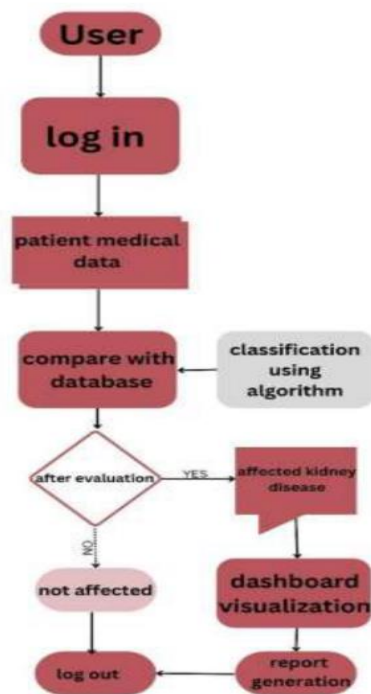 User
log in
patient medical
data
compare with
database
classification
using
algorithm
after evaluation
YES
affected kidney
disease
NO
not affected
dashboard
visualization
log out
report
generation